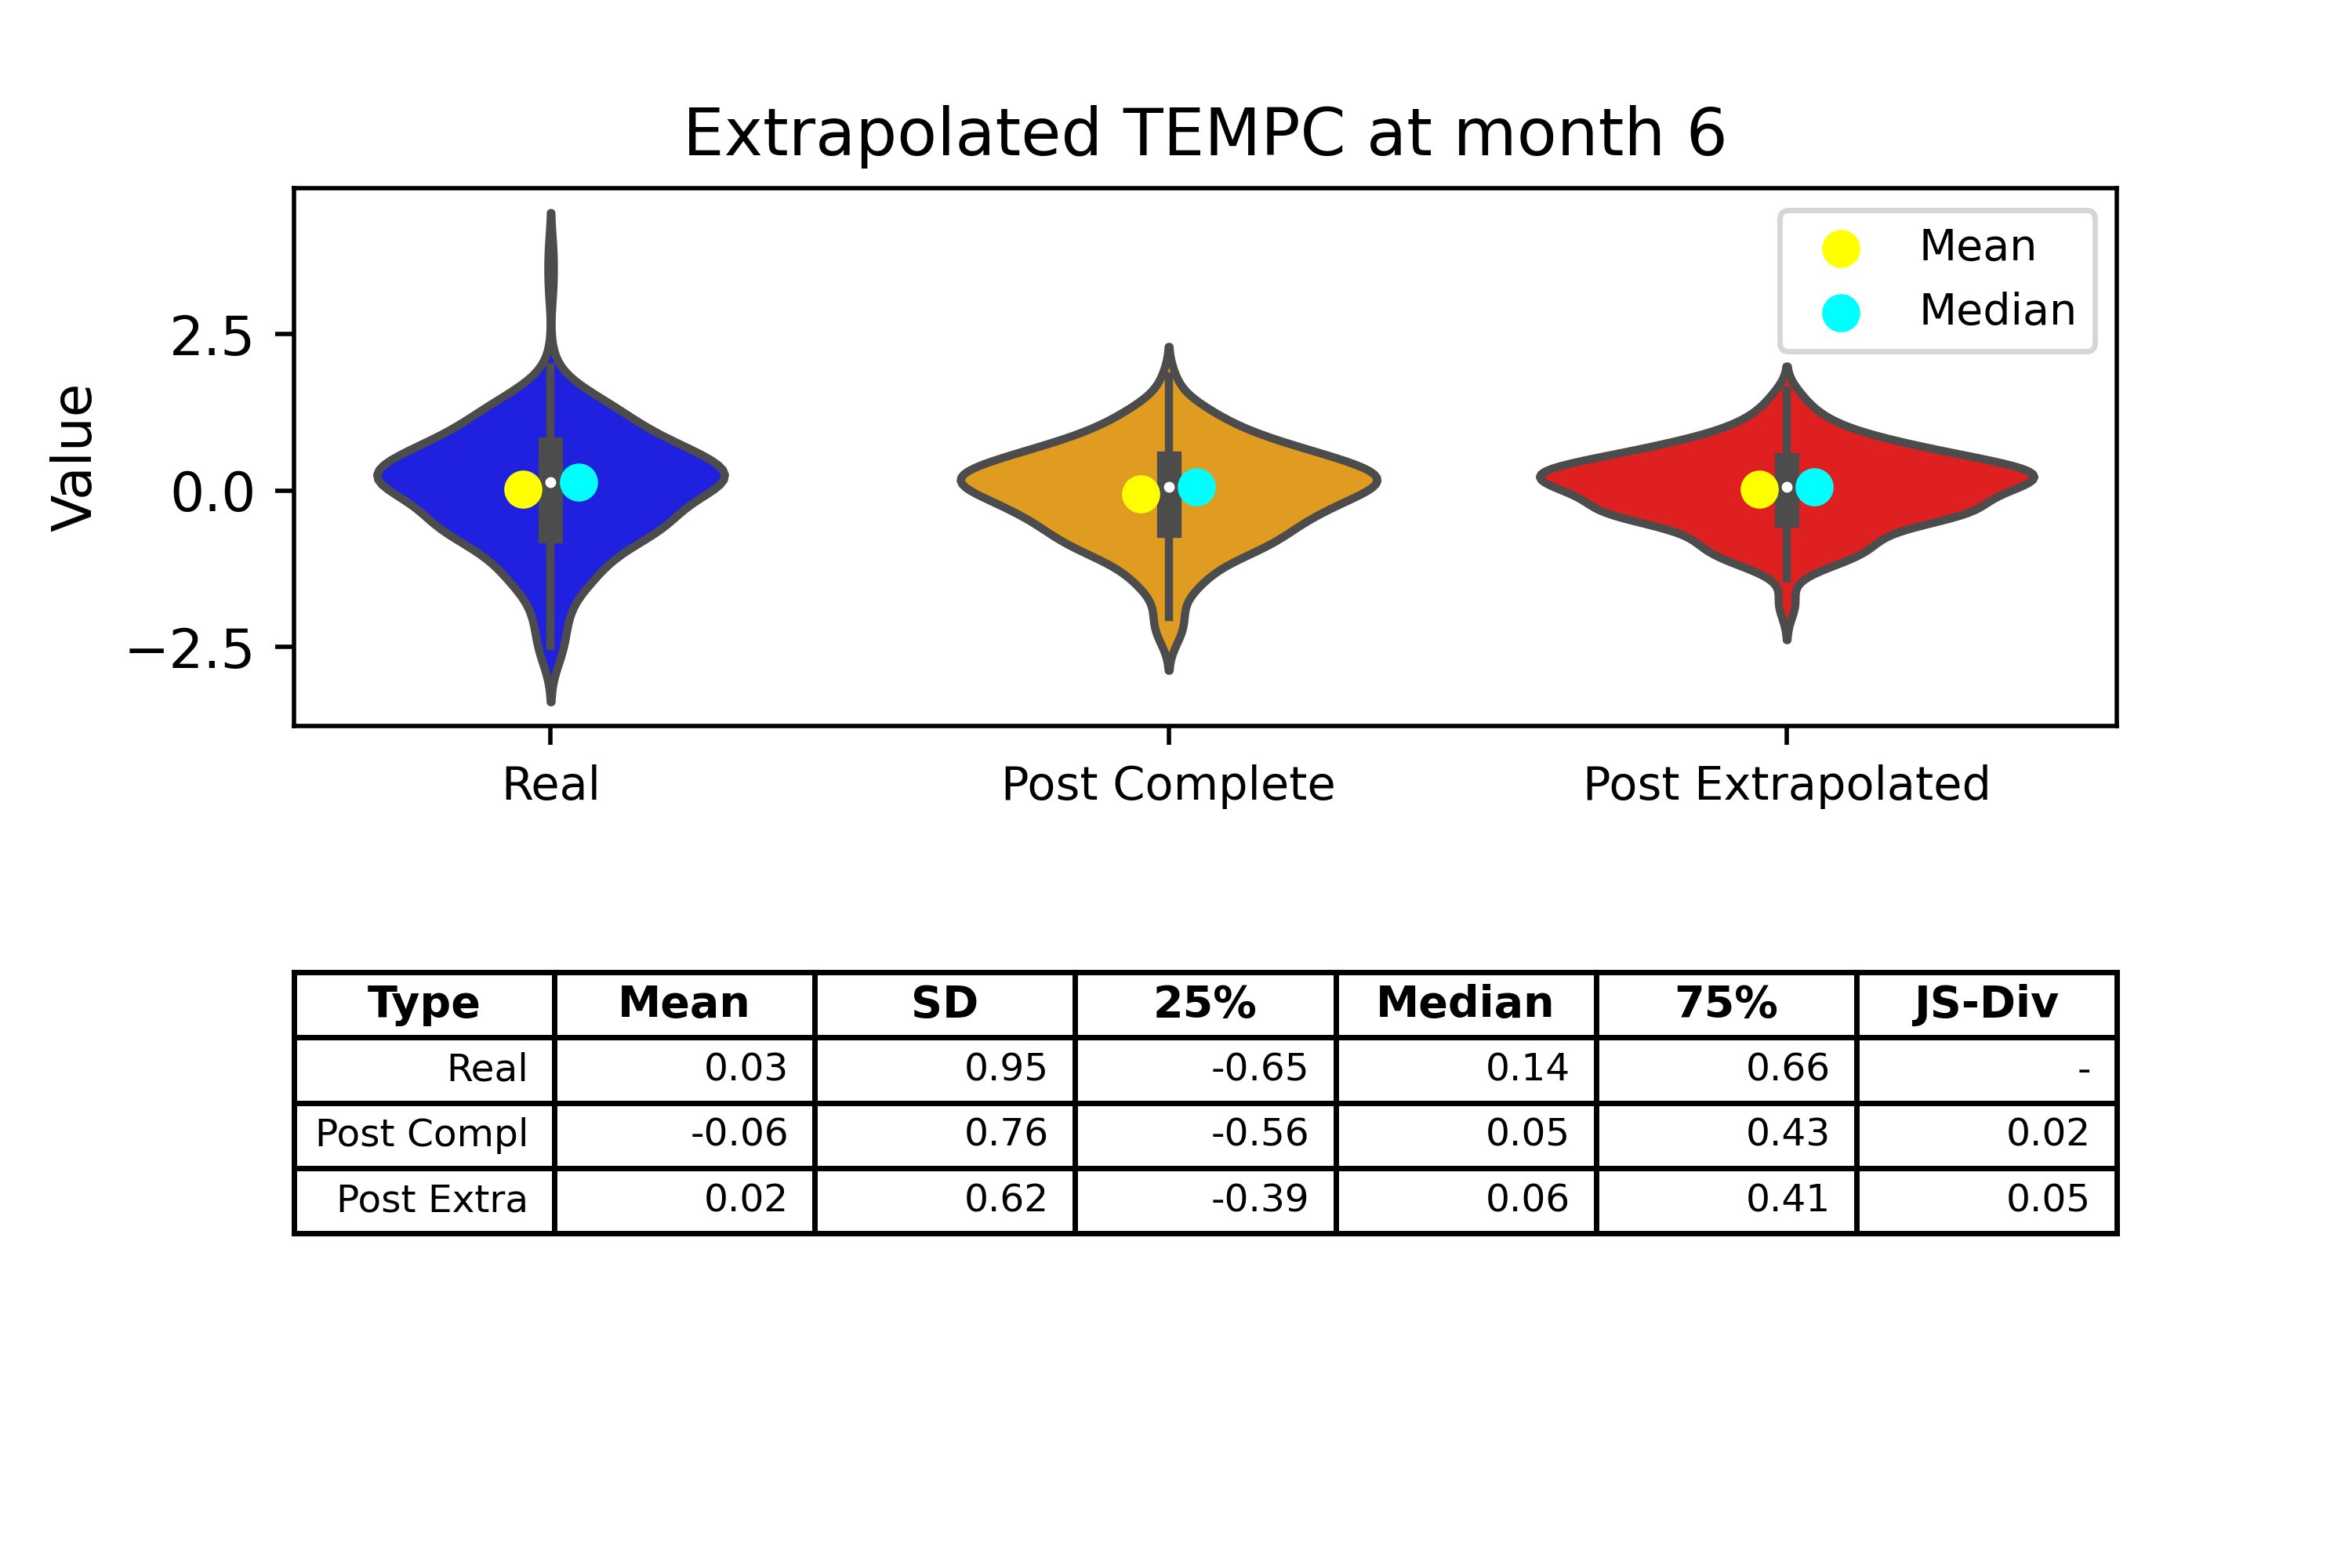 Extrapolated TEMPC at month 6
Mean
Median
Value
2.5
0.0
−2.5
Real Post Complete Post Extrapolated
Type Mean SD 25% Median 75% JS-Div
Real 0.03 0.95 -0.65 0.14 0.66 -
Post Compl -0.06 0.76 -0.56 0.05 0.43 0.02
Post Extra 0.02 0.62 -0.39 0.06 0.41 0.05